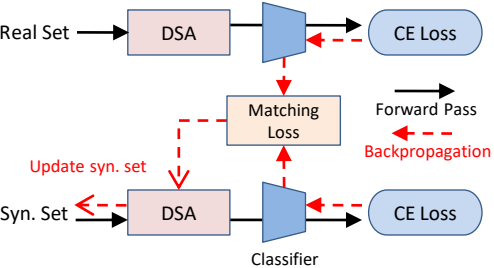 Real Set
DSA
CE Loss
Matching
Loss
Forward Pass
Backpropagation
Update syn. set
Syn. Set
DSA
CE Loss
Classifier